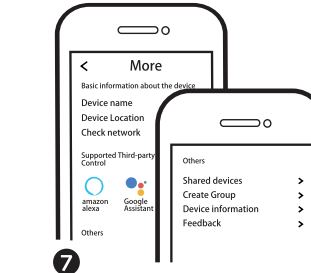 < More
Basic information about the device
Device name
Device Location
Check network
Supported Third-party
Control
amazon
alexa
Google
Assistant
Others
Others
Shared devices >
Create Group >
Device information >
Feedback >
7